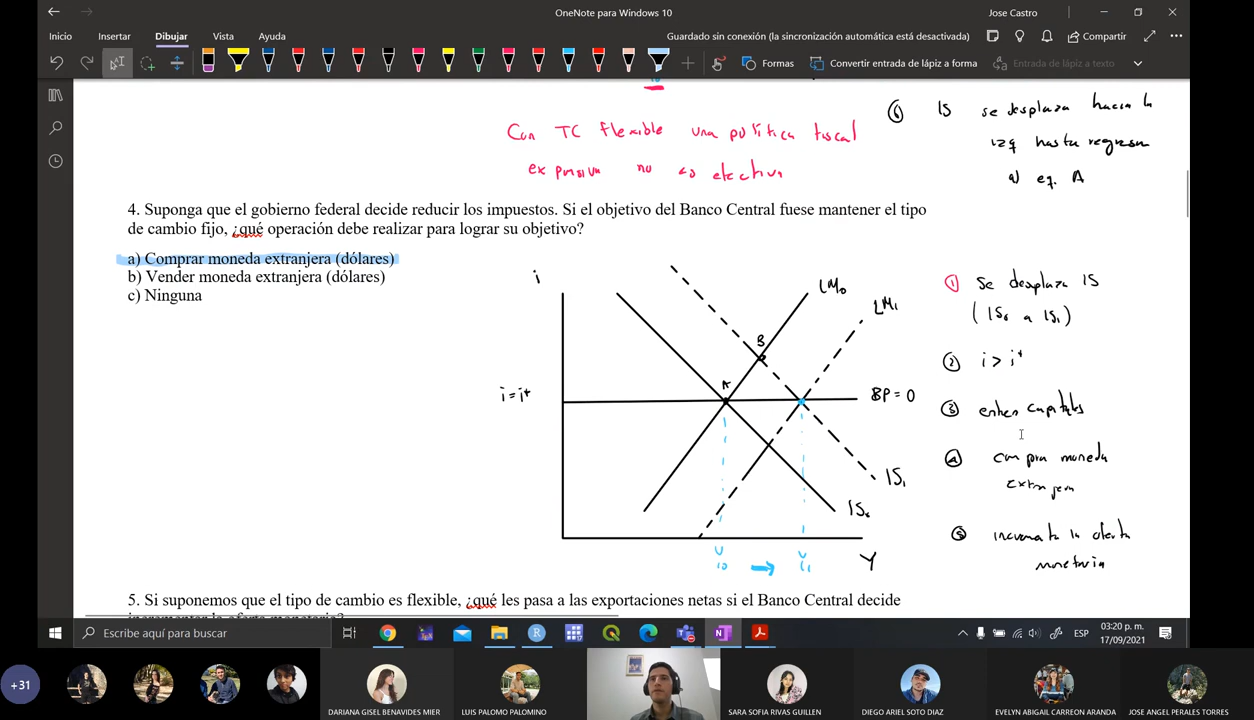 OneNote para Windows 10
Jose Castro
Inicio Insertar Dibujar Vista Ayuda
Guardado sin conexión (la sincronización automática está desactivada)
Compartir
Formas
Convertir entrada de lápiz a forma
Entrada de lápiz a texto
Con TC flexible una política fiscal
expansiva no es efectiva
⑥ IS se desplaza hacia la
izq hasta regresar
al eq. A
4. Suponga que el gobierno federal decide reducir los impuestos. Si el objetivo del Banco Central fuese mantener el tipo
de cambio fijo, ¿qué operación debe realizar para lograr su objetivo?
a) Comprar moneda extranjera (dólares)
b) Vender moneda extranjera (dólares)
c) Ninguna
i
LM₀
LM₁
B
A
i = i*
BP = 0
IS₁
IS₀
Y₀ → Y₁
Y
① se desplaza IS
(IS₀ a IS₁)
② i > i*
③ entran capitales
④ compra moneda
extranjera
⑤ incrementa la oferta
monetaria
5. Si suponemos que el tipo de cambio es flexible, ¿qué les pasa a las exportaciones netas si el Banco Central decide
Escribe aquí para buscar
ESP
03:20 p. m.
17/09/2021
+31
DARIANA GISEL BENAVIDES MIER
LUIS PALOMO PALOMINO
SARA SOFIA RIVAS GUILLEN
DIEGO ARIEL SOTO DIAZ
EVELYN ABIGAIL CARREON ARANDA
JOSE ANGEL PERALES TORRES